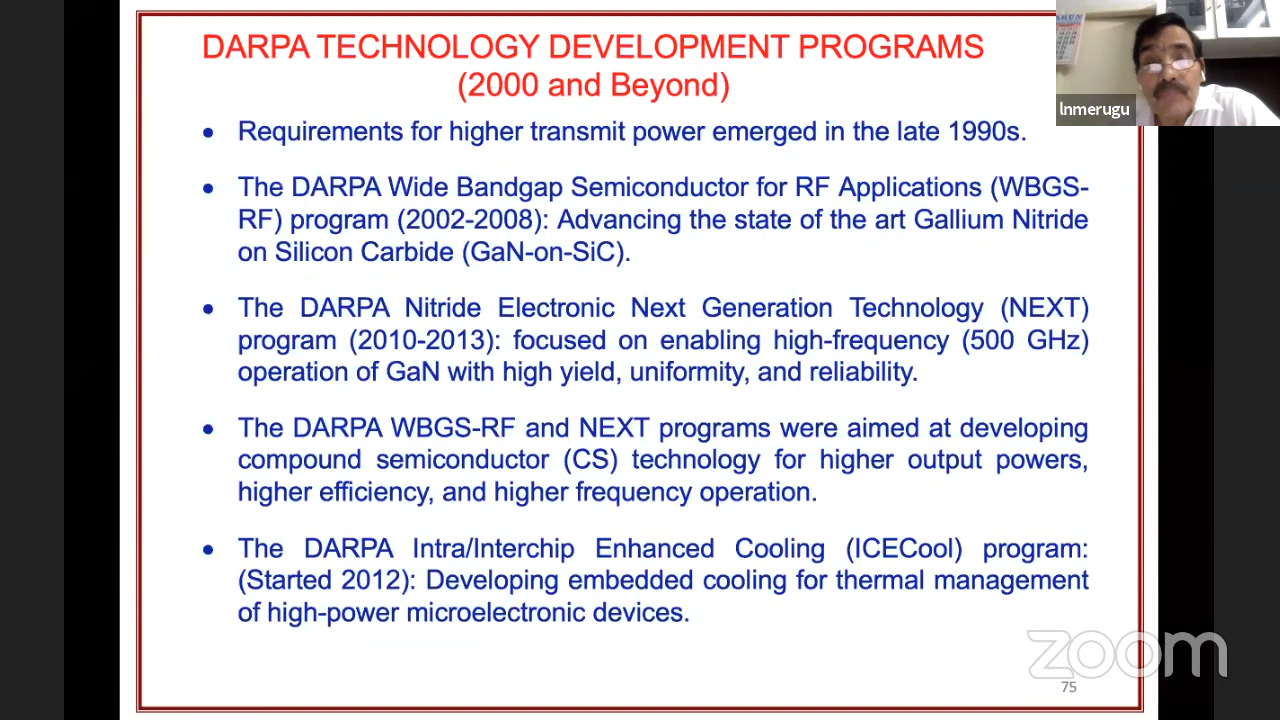 DARPA TECHNOLOGY DEVELOPMENT PROGRAMS
(2000 and Beyond)
• Requirements for higher transmit power emerged in the late 1990s.
• The DARPA Wide Bandgap Semiconductor for RF Applications (WBGS-
RF) program (2002-2008): Advancing the state of the art Gallium Nitride
on Silicon Carbide (GaN-on-SiC).
• The DARPA Nitride Electronic Next Generation Technology (NEXT)
program (2010-2013): focused on enabling high-frequency (500 GHz)
operation of GaN with high yield, uniformity, and reliability.
• The DARPA WBGS-RF and NEXT programs were aimed at developing
compound semiconductor (CS) technology for higher output powers,
higher efficiency, and higher frequency operation.
• The DARPA Intra/Interchip Enhanced Cooling (ICECool) program:
(Started 2012): Developing embedded cooling for thermal management
of high-power microelectronic devices.
lnmerugu
zoom
75